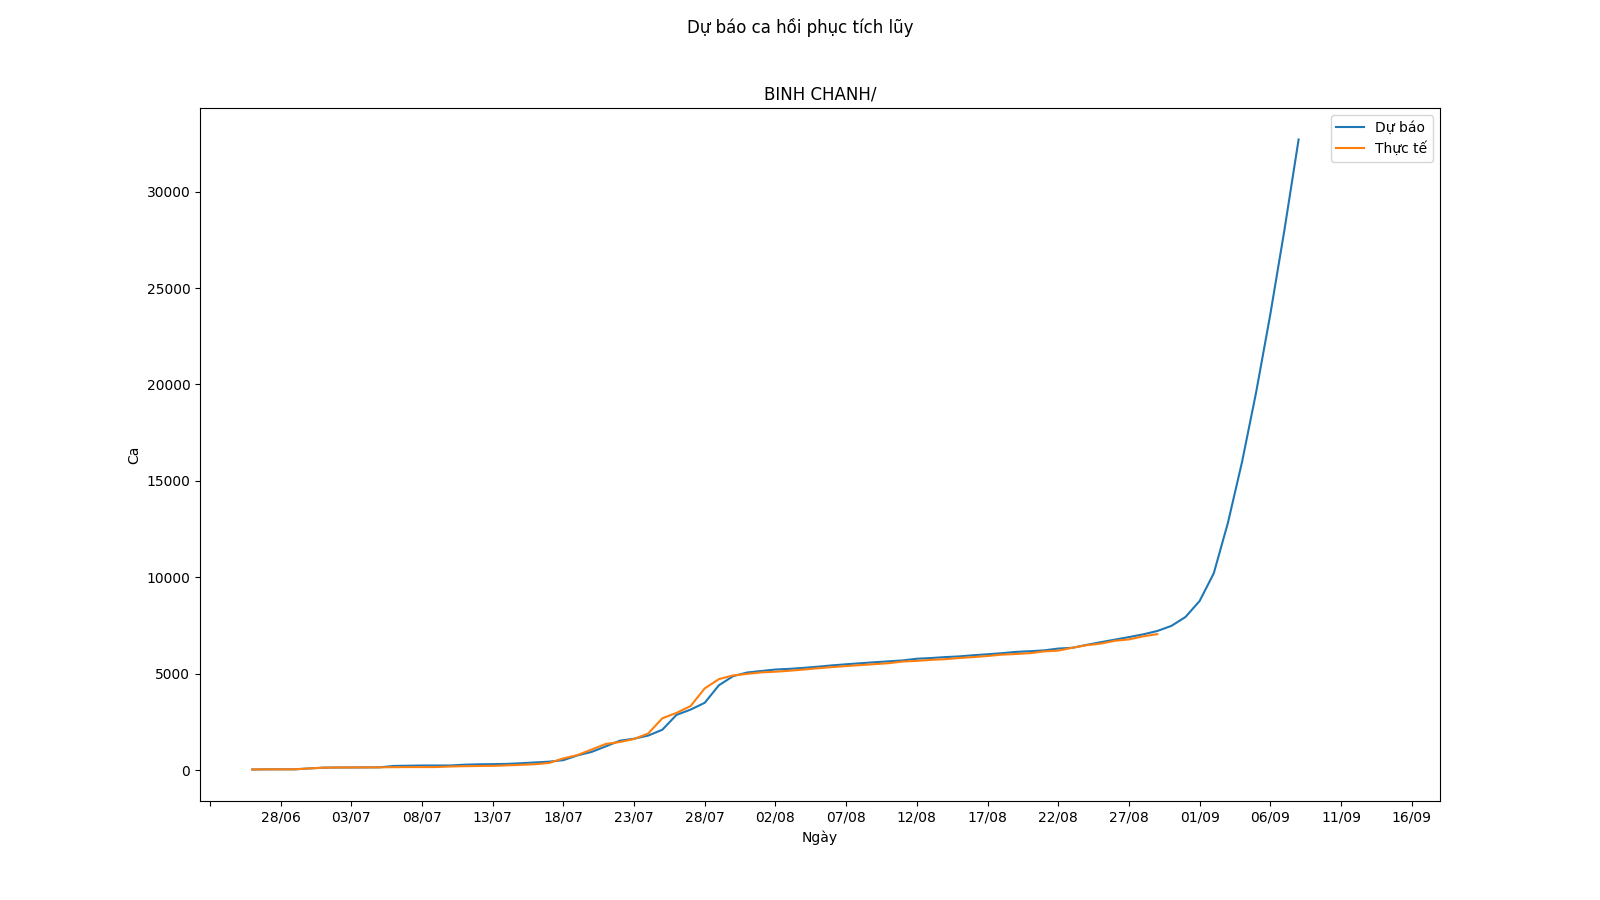 Dự báo ca hồi phục tích lũy
BINH CHANH/
Dự báo
Thực tế
30000
25000
20000
15000
10000
5000
0
Ca
28/06 03/07 08/07 13/07 18/07 23/07 28/07 02/08 07/08 12/08 17/08 22/08 27/08 01/09 06/09 11/09 16/09
Ngày